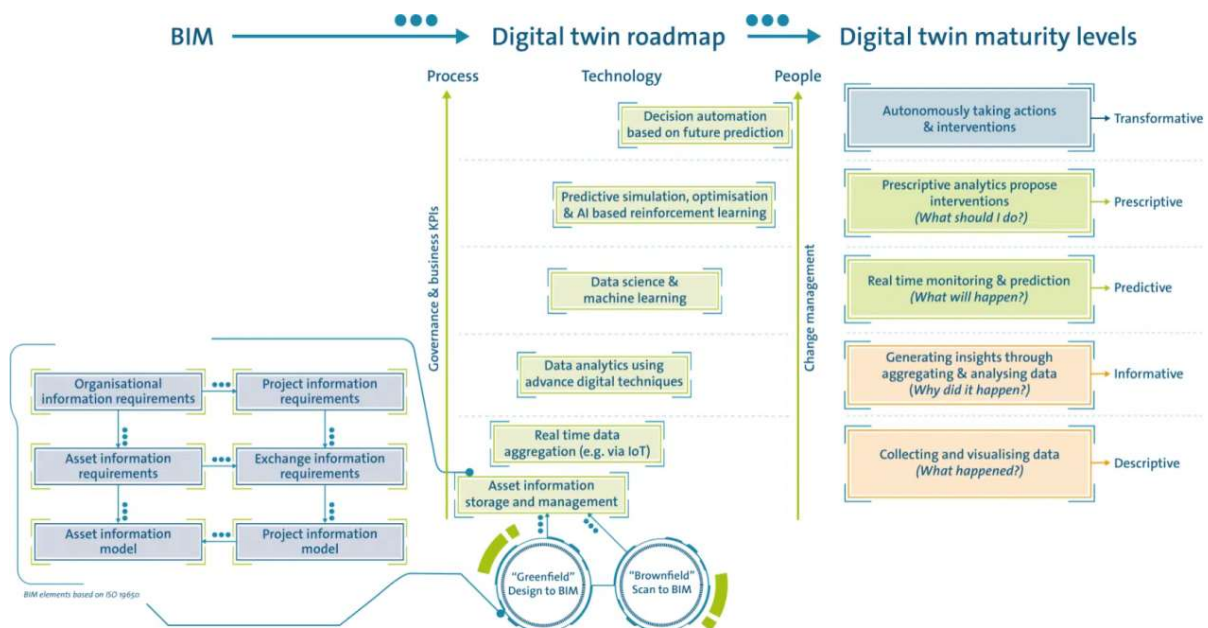 BIM
Digital twin roadmap
Digital twin maturity levels
Process
Technology
People
Governance & business KPIs
Change management
Decision automation
based on future prediction
Predictive simulation, optimisation
& AI based reinforcement learning
Data science &
machine learning
Data analytics using
advance digital techniques
Real time data
aggregation (e.g. via IoT)
Asset information
storage and management
"Greenfield"
Design to BIM
"Brownfield"
Scan to BIM
Autonomously taking actions
& interventions
Transformative
Prescriptive analytics propose
interventions
(What should I do?)
Prescriptive
Real time monitoring & prediction
(What will happen?)
Predictive
Generating insights through
aggregating & analysing data
(Why did it happen?)
Informative
Collecting and visualising data
(What happened?)
Descriptive
Organisational
information requirements
Project information
requirements
Asset information
requirements
Exchange information
requirements
Asset information
model
Project information
model
BIM elements based on ISO 19650